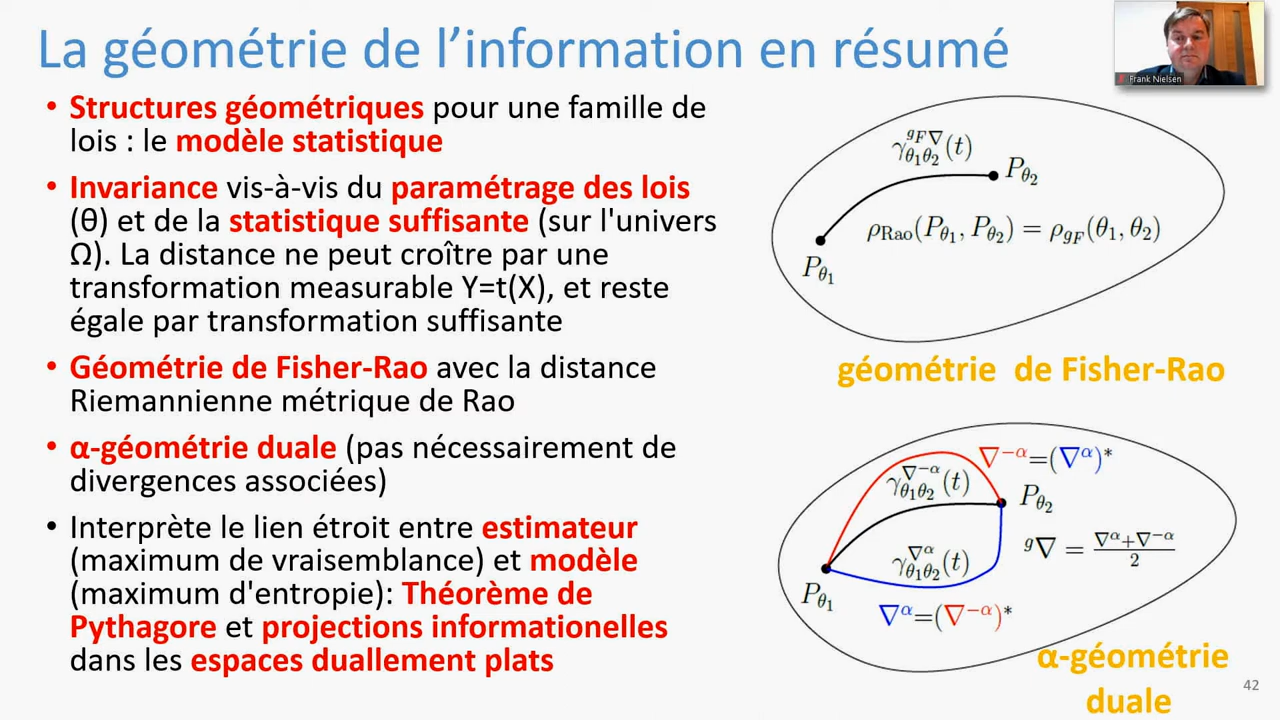 La géométrie de l’information en résumé
Frank Nielsen
• Structures géométriques pour une famille de
lois : le modèle statistique
• Invariance vis-à-vis du paramétrage des lois
(θ) et de la statistique suffisante (sur l'univers
Ω). La distance ne peut croître par une
transformation measurable Y=t(X), et reste
égale par transformation suffisante
• Géométrie de Fisher-Rao avec la distance
Riemannienne métrique de Rao
• α-géométrie duale (pas nécessairement de
divergences associées)
• Interprète le lien étroit entre estimateur
(maximum de vraisemblance) et modèle
(maximum d'entropie): Théorème de
Pythagore et projections informationelles
dans les espaces duallement plats
γ^{gF∇}_{θ1θ2}(t)
P_{θ2}
ρ_{Rao}(P_{θ1}, P_{θ2}) = ρ_{gF}(θ1, θ2)
P_{θ1}
géométrie de Fisher-Rao
∇^{-α}=(∇^α)*
γ^{∇^{-α}}_{θ1θ2}(t)
P_{θ2}
^g∇ = (∇^α+∇^{-α})/2
γ^{∇^α}_{θ1θ2}(t)
P_{θ1}
∇^α=(∇^{-α})*
α-géométrie
duale
42